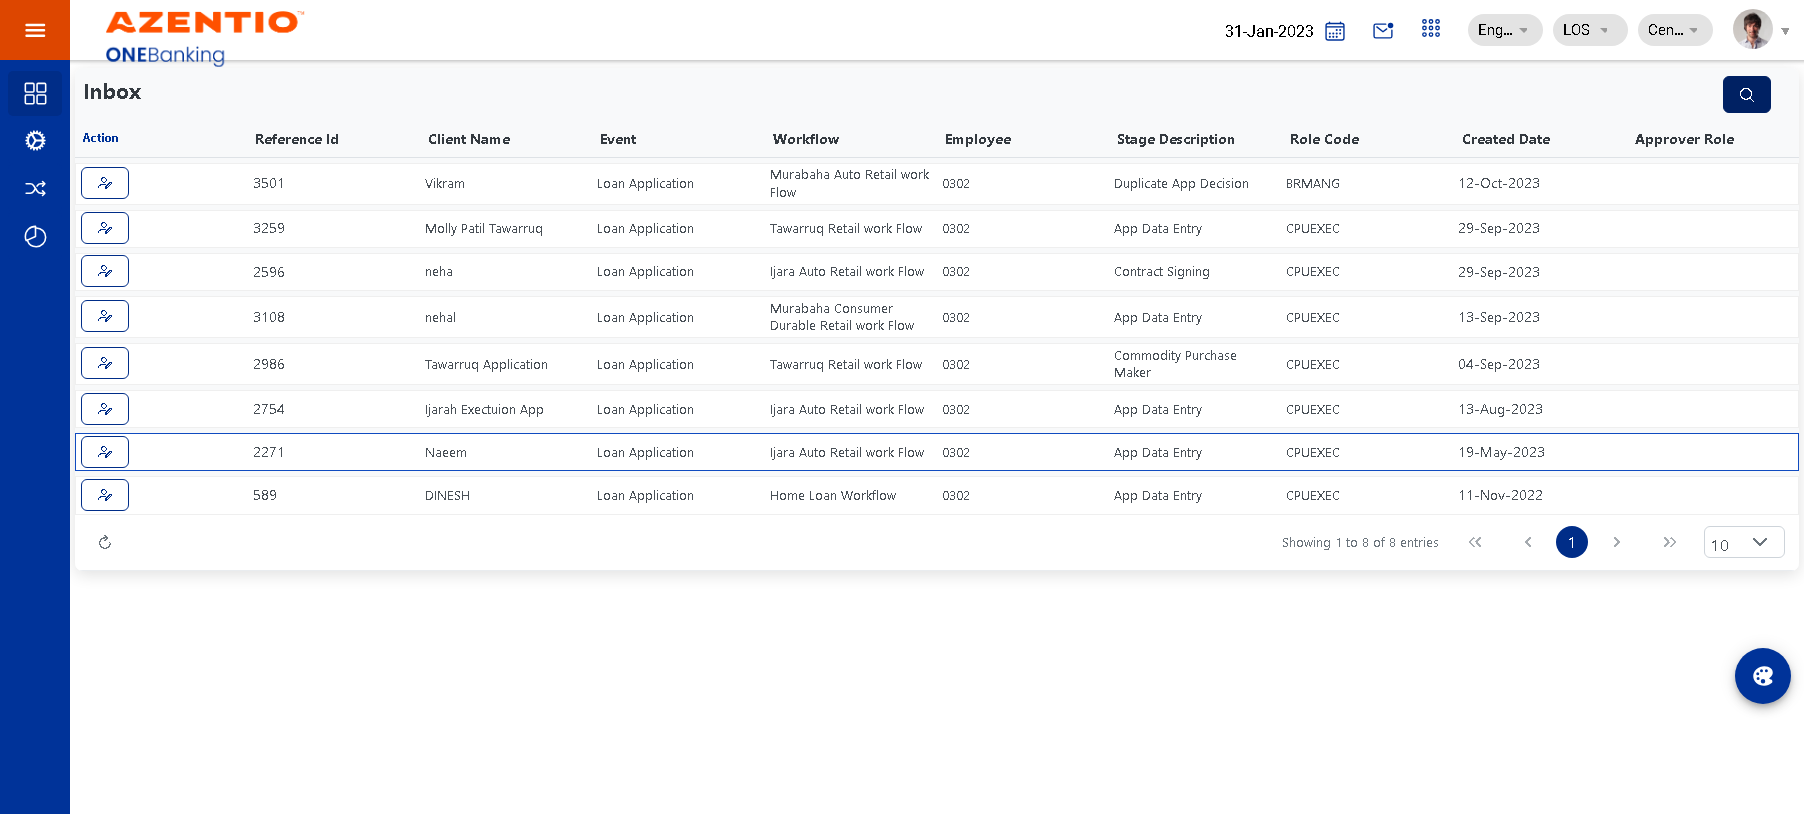 AZENTIO™
ONEBanking
31-Jan-2023 Eng... LOS Cen...
Inbox
Action Reference Id Client Name Event Workflow Employee Stage Description Role Code Created Date Approver Role
3501 Vikram Loan Application Murabaha Auto Retail work Flow 0302 Duplicate App Decision BRMANG 12-Oct-2023
3259 Molly Patil Tawarruq Loan Application Tawarruq Retail work Flow 0302 App Data Entry CPUEXEC 29-Sep-2023
2596 neha Loan Application Ijara Auto Retail work Flow 0302 Contract Signing CPUEXEC 29-Sep-2023
3108 nehal Loan Application Murabaha Consumer Durable Retail work Flow 0302 App Data Entry CPUEXEC 13-Sep-2023
2986 Tawarruq Application Loan Application Tawarruq Retail work Flow 0302 Commodity Purchase Maker CPUEXEC 04-Sep-2023
2754 Ijarah Exectuion App Loan Application Ijara Auto Retail work Flow 0302 App Data Entry CPUEXEC 13-Aug-2023
2271 Naeem Loan Application Ijara Auto Retail work Flow 0302 App Data Entry CPUEXEC 19-May-2023
589 DINESH Loan Application Home Loan Workflow 0302 App Data Entry CPUEXEC 11-Nov-2022
Showing 1 to 8 of 8 entries 1 10